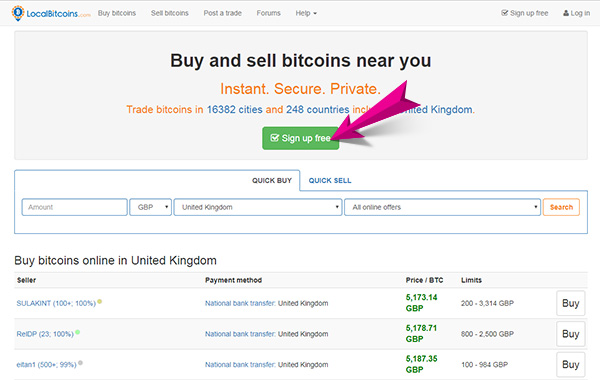 LocalBitcoins.com Buy bitcoins Sell bitcoins Post a trade Forums Help Sign up free Log in
Buy and sell bitcoins near you
Instant. Secure. Private.
Trade bitcoins in 16382 cities and 248 countries United Kingdom.
Sign up free
QUICK BUY QUICK SELL
Amount GBP United Kingdom All online offers Search
Buy bitcoins online in United Kingdom
Seller Payment method Price / BTC Limits
SULAKINT (100+; 100%) National bank transfer: United Kingdom 5,173.14 GBP 200 - 3,314 GBP Buy
RelDP (23; 100%) National bank transfer: United Kingdom 5,178.71 GBP 600 - 2,500 GBP Buy
eitan1 (500+; 99%) National bank transfer: United Kingdom 5,187.35 GBP 100 - 984 GBP Buy